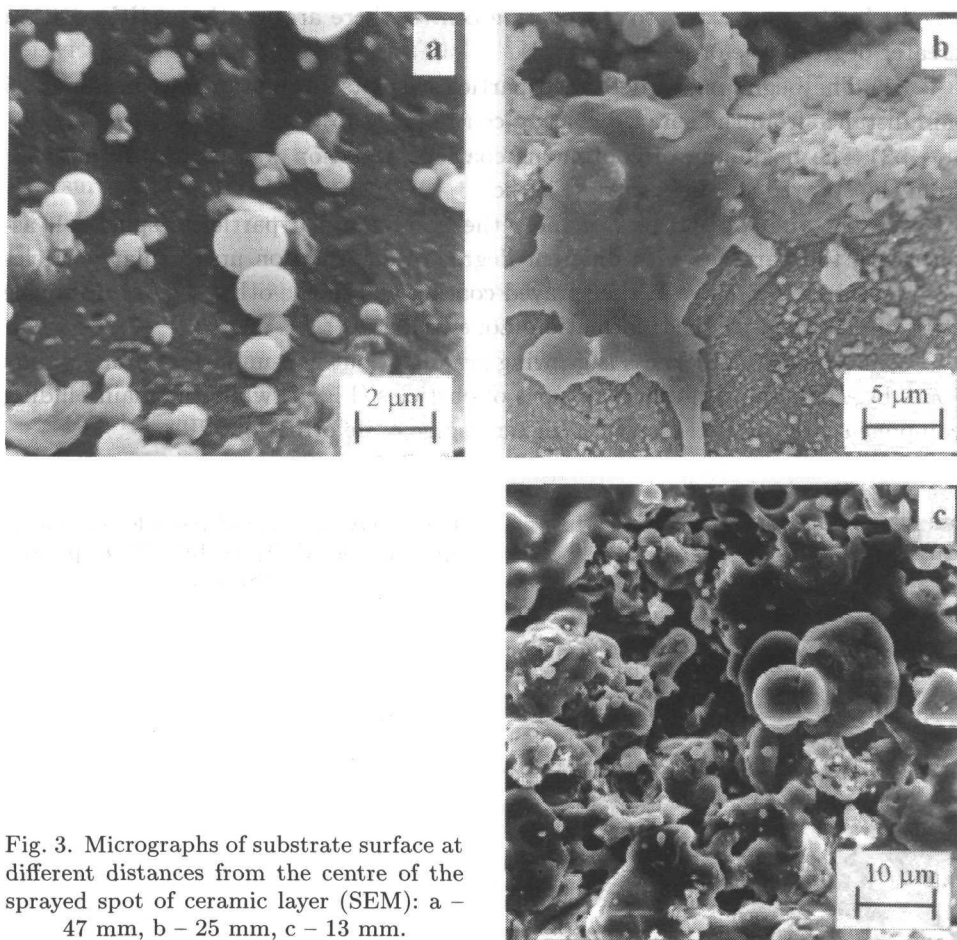 a
b
2 μm
5 μm
c
10 μm
Fig. 3. Micrographs of substrate surface at
different distances from the centre of the
sprayed spot of ceramic layer (SEM): a –
47 mm, b – 25 mm, c – 13 mm.